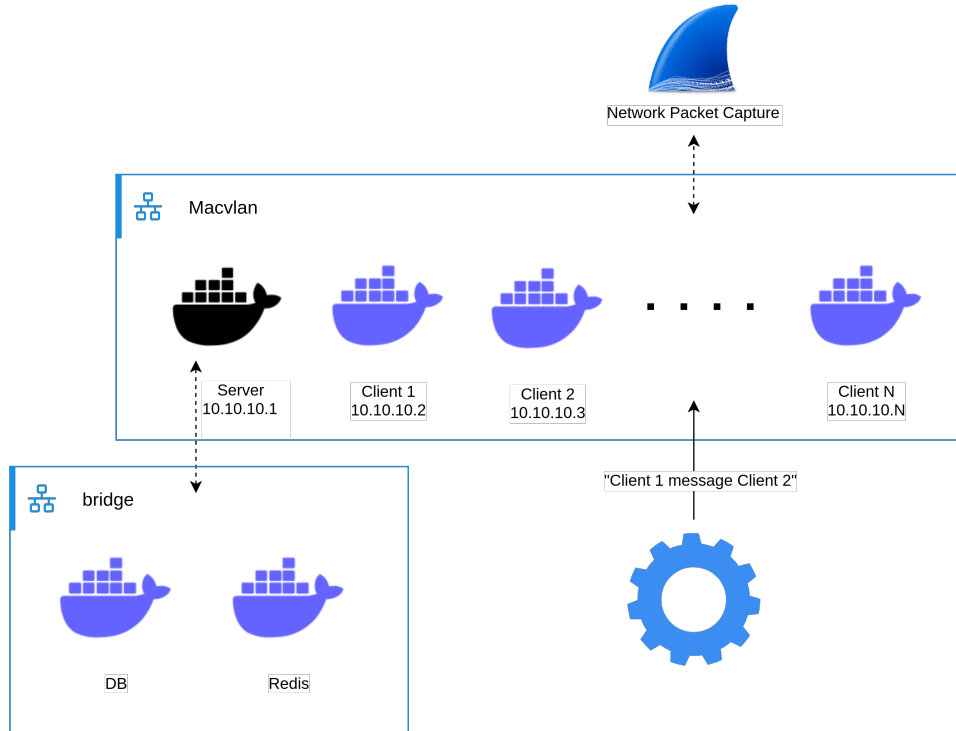 Network Packet Capture
Macvlan
Server
10.10.10.1
Client 1
10.10.10.2
Client 2
10.10.10.3
Client N
10.10.10.N
"Client 1 message Client 2"
bridge
DB
Redis